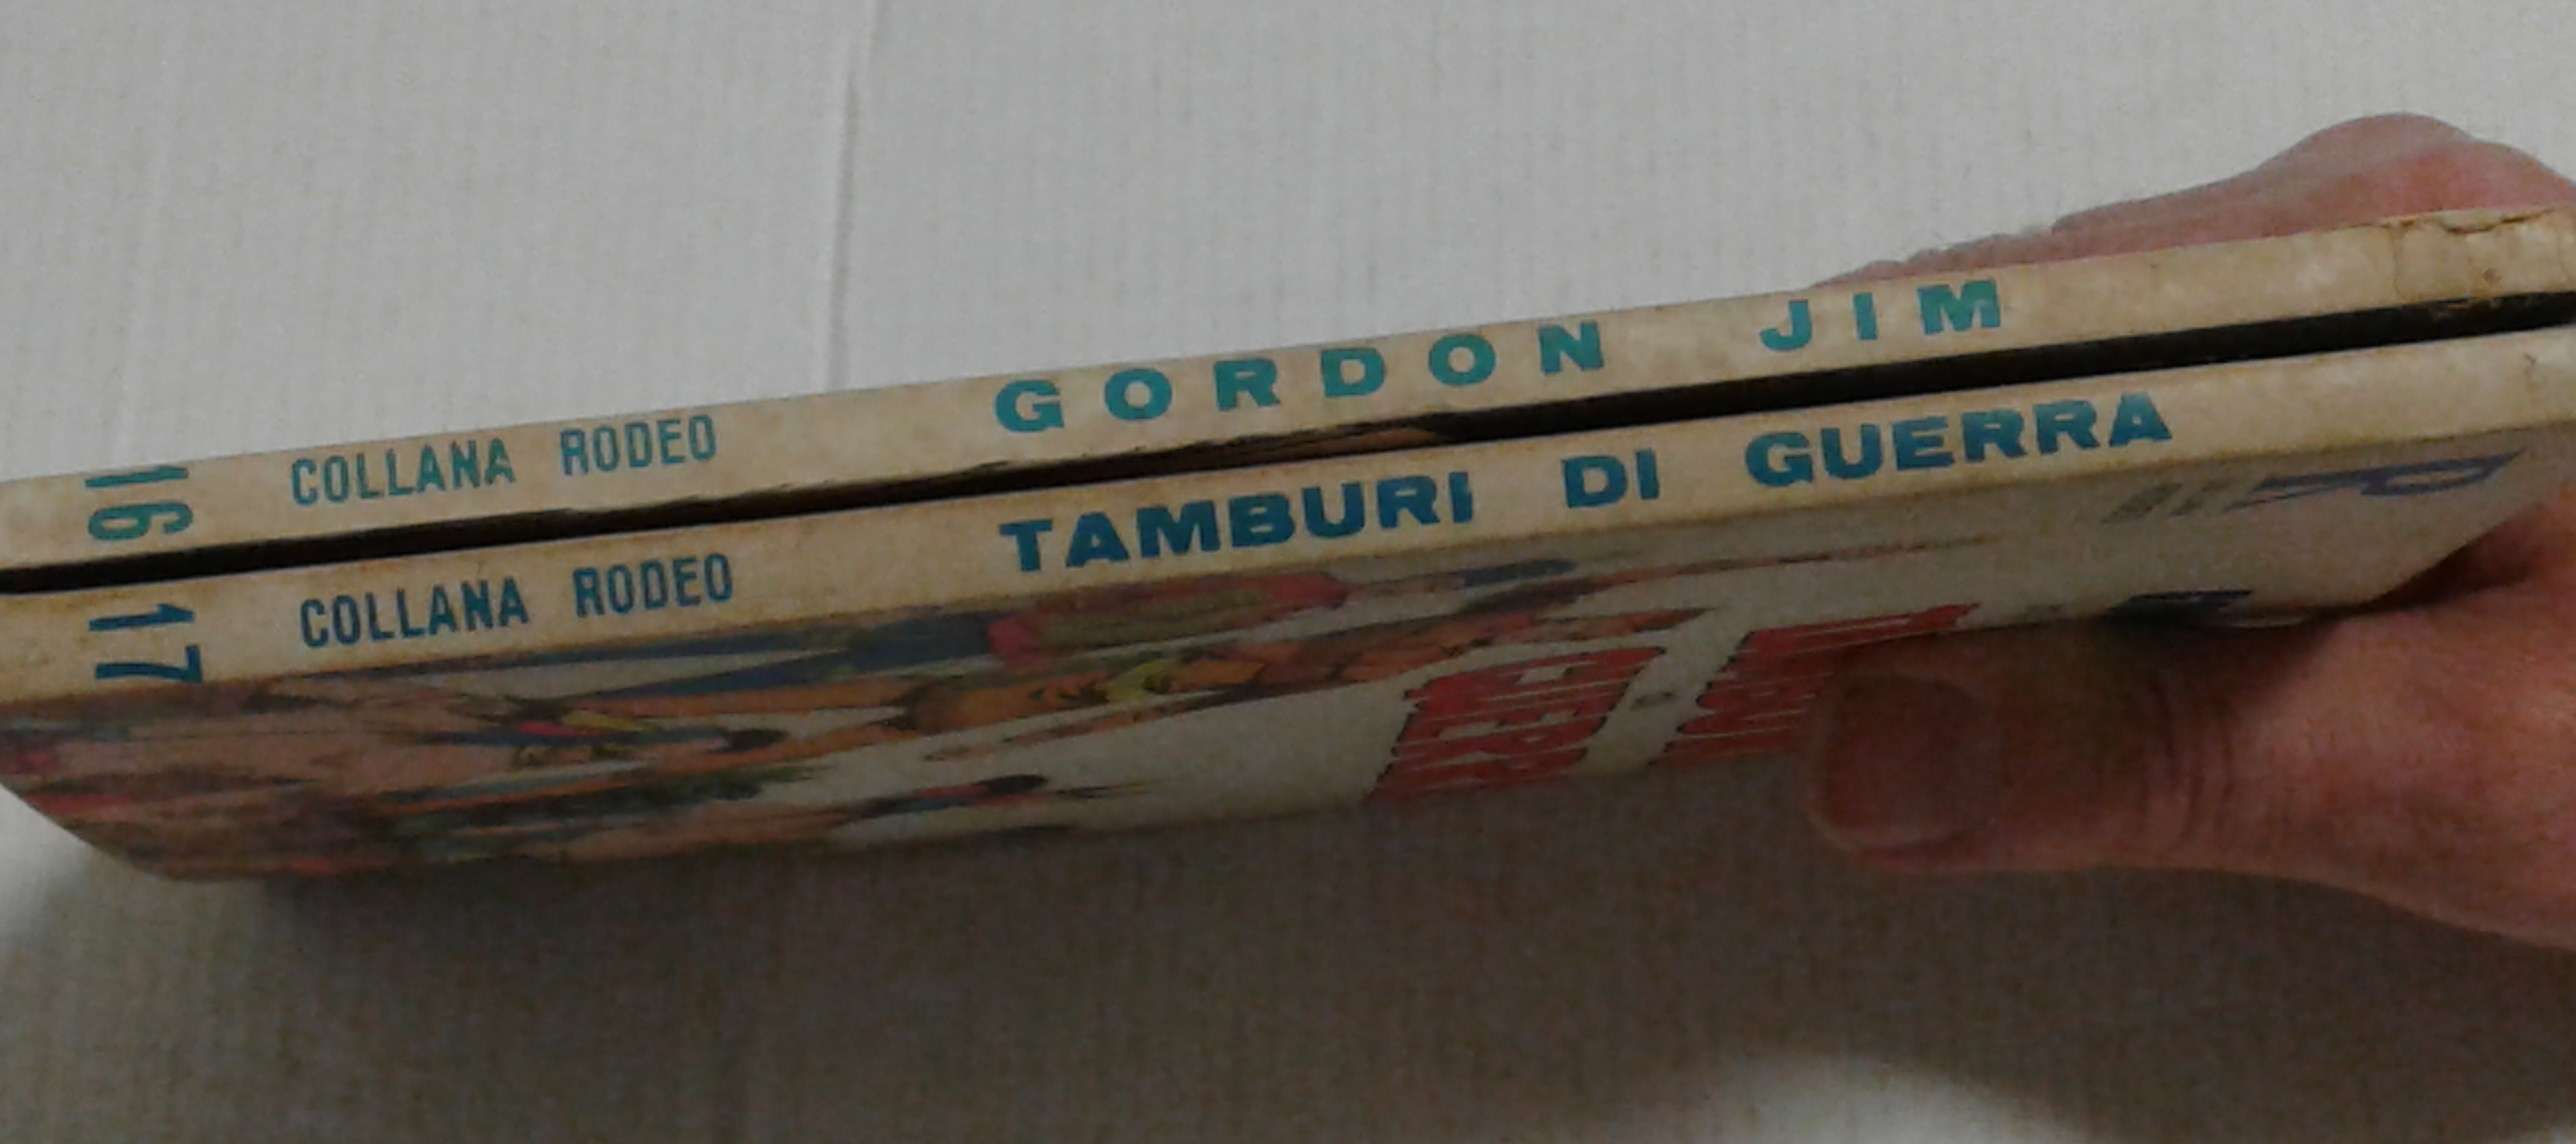 16 COLLANA RODEO GORDON JIM
17 COLLANA RODEO TAMBURI DI GUERRA